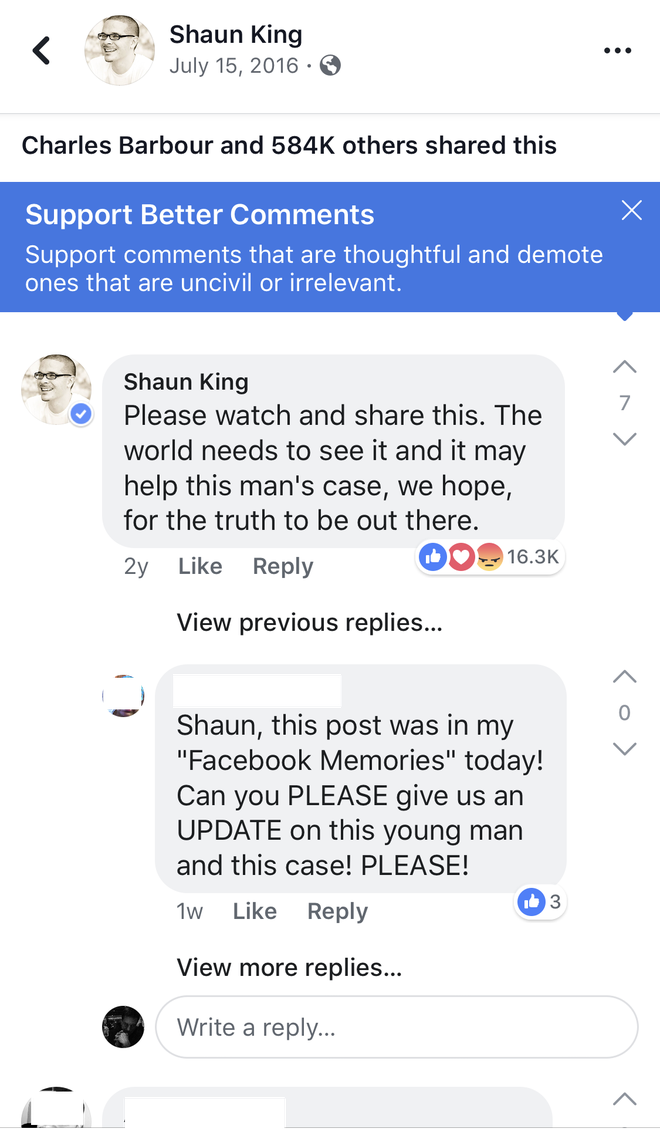 Shaun King
July 15, 2016 ·
Charles Barbour and 584K others shared this
Support Better Comments
Support comments that are thoughtful and demote
ones that are uncivil or irrelevant.
Shaun King
Please watch and share this. The
world needs to see it and it may
help this man's case, we hope,
for the truth to be out there.
7
2y Like Reply 16.3K
View previous replies...
Shaun, this post was in my
"Facebook Memories" today!
Can you PLEASE give us an
UPDATE on this young man
and this case! PLEASE!
0
1w Like Reply 3
View more replies...
Write a reply...